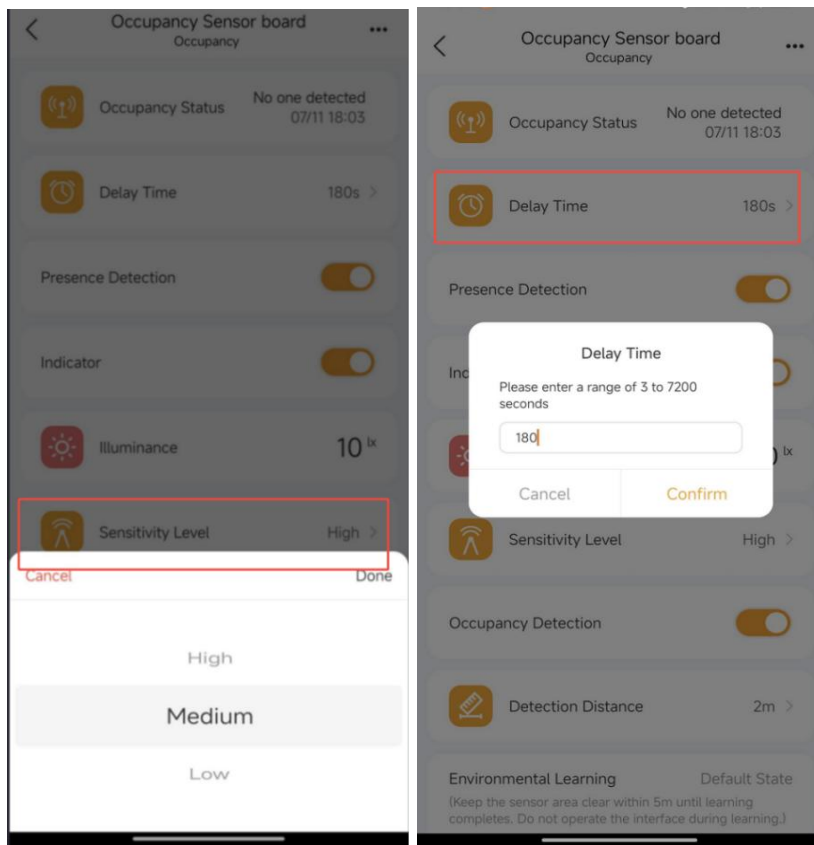 Occupancy Sensor board
Occupancy
Occupancy Status
No one detected
07/11 18:03
Delay Time
180s
Presence Detection
Indicator
Illuminance
10 lx
Sensitivity Level
High
Cancel
Done
High
Medium
Low
Occupancy Sensor board
Occupancy
Occupancy Status
No one detected
07/11 18:03
Delay Time
180s
Presence Detection
Delay Time
Ind
Please enter a range of 3 to 7200
seconds
180
lx
Cancel
Confirm
Sensitivity Level
High
Occupancy Detection
Detection Distance
2m
Environmental Learning
Default State
(Keep the sensor area clear within 5m until learning
completes. Do not operate the interface during learning.)